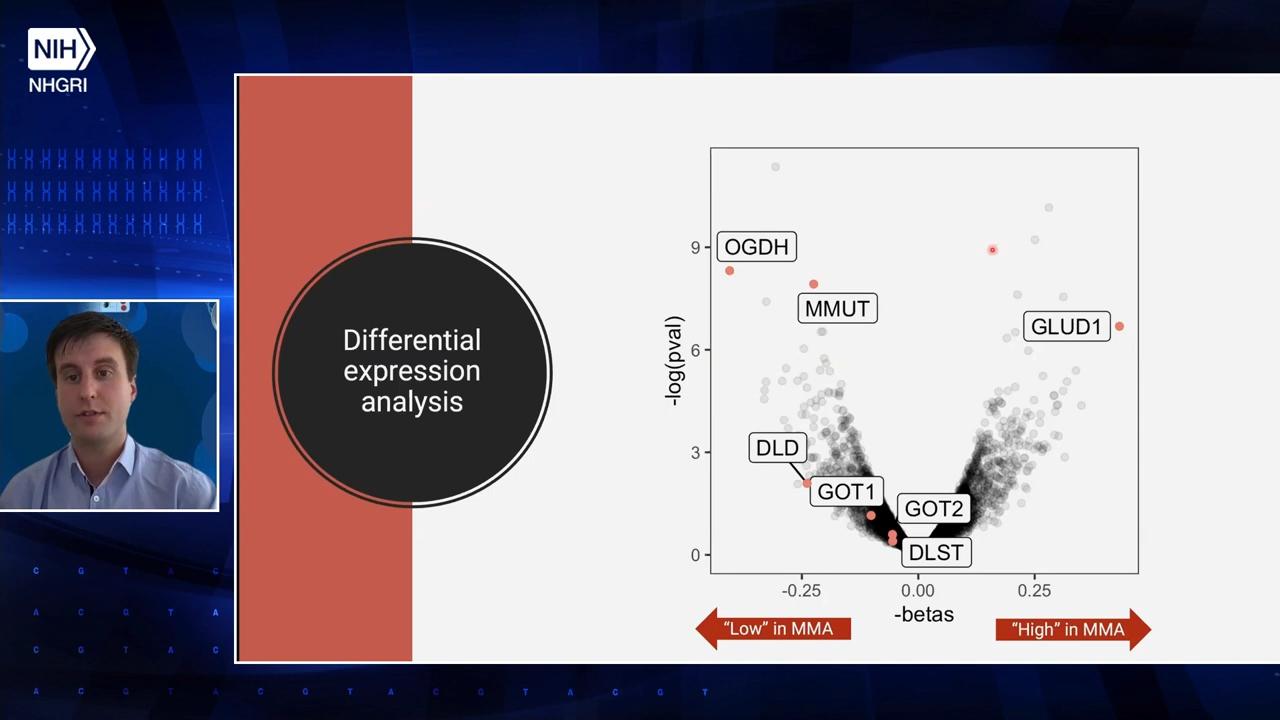 NIH
NHGRI
Differential
expression
analysis
OGDH
MMUT
GLUD1
DLD
GOT1
GOT2
DLST
-log(pval)
9
6
3
0
-0.25
0.00
0.25
-betas
“Low” in MMA
“High” in MMA
C G T A C
A C G T A
C G T A C
A C G T A C G T A C G T A C G T